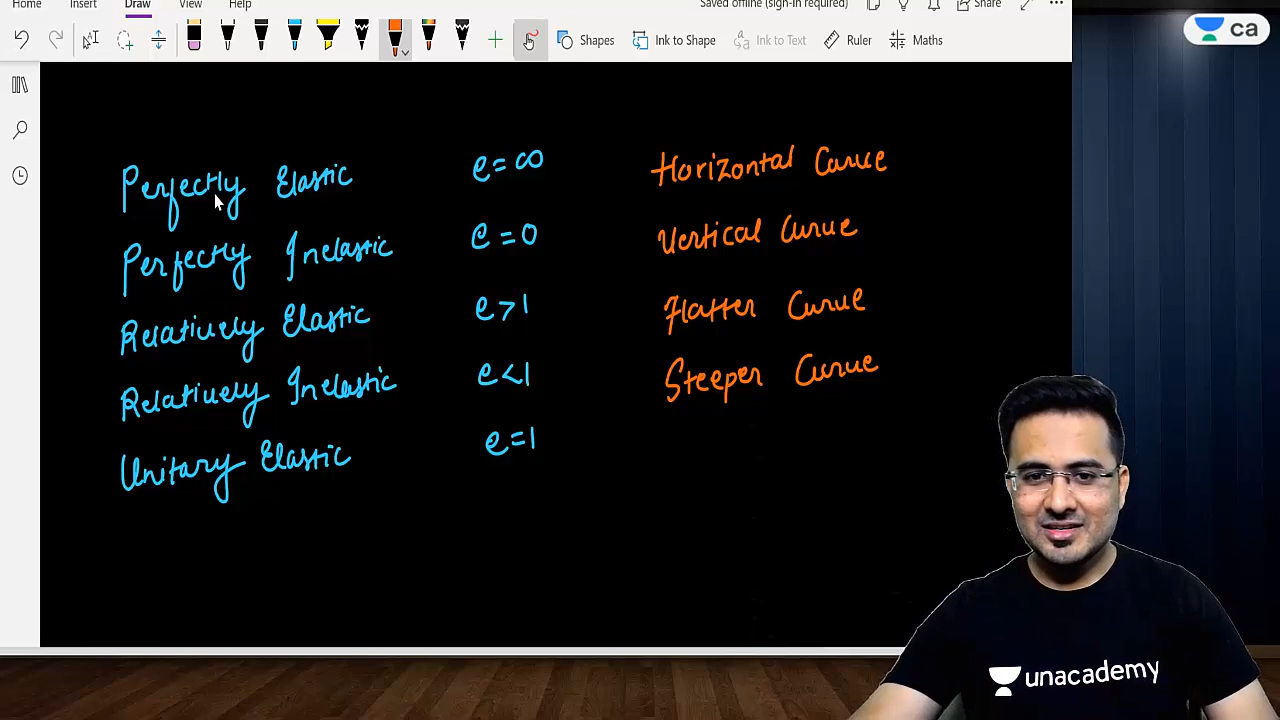 Home Insert Draw View Help Saved offline (sign-in required) Share
Shapes Ink to Shape Ink to Text Ruler Maths
ca
Perfectly Elastic e=∞ Horizontal Curve
Perfectly Inelastic e=0 Vertical Curve
Relatively Elastic e>1 Flatter Curve
Relatively Inelastic e<1 Steeper Curve
Unitary Elastic e=1
unacademy